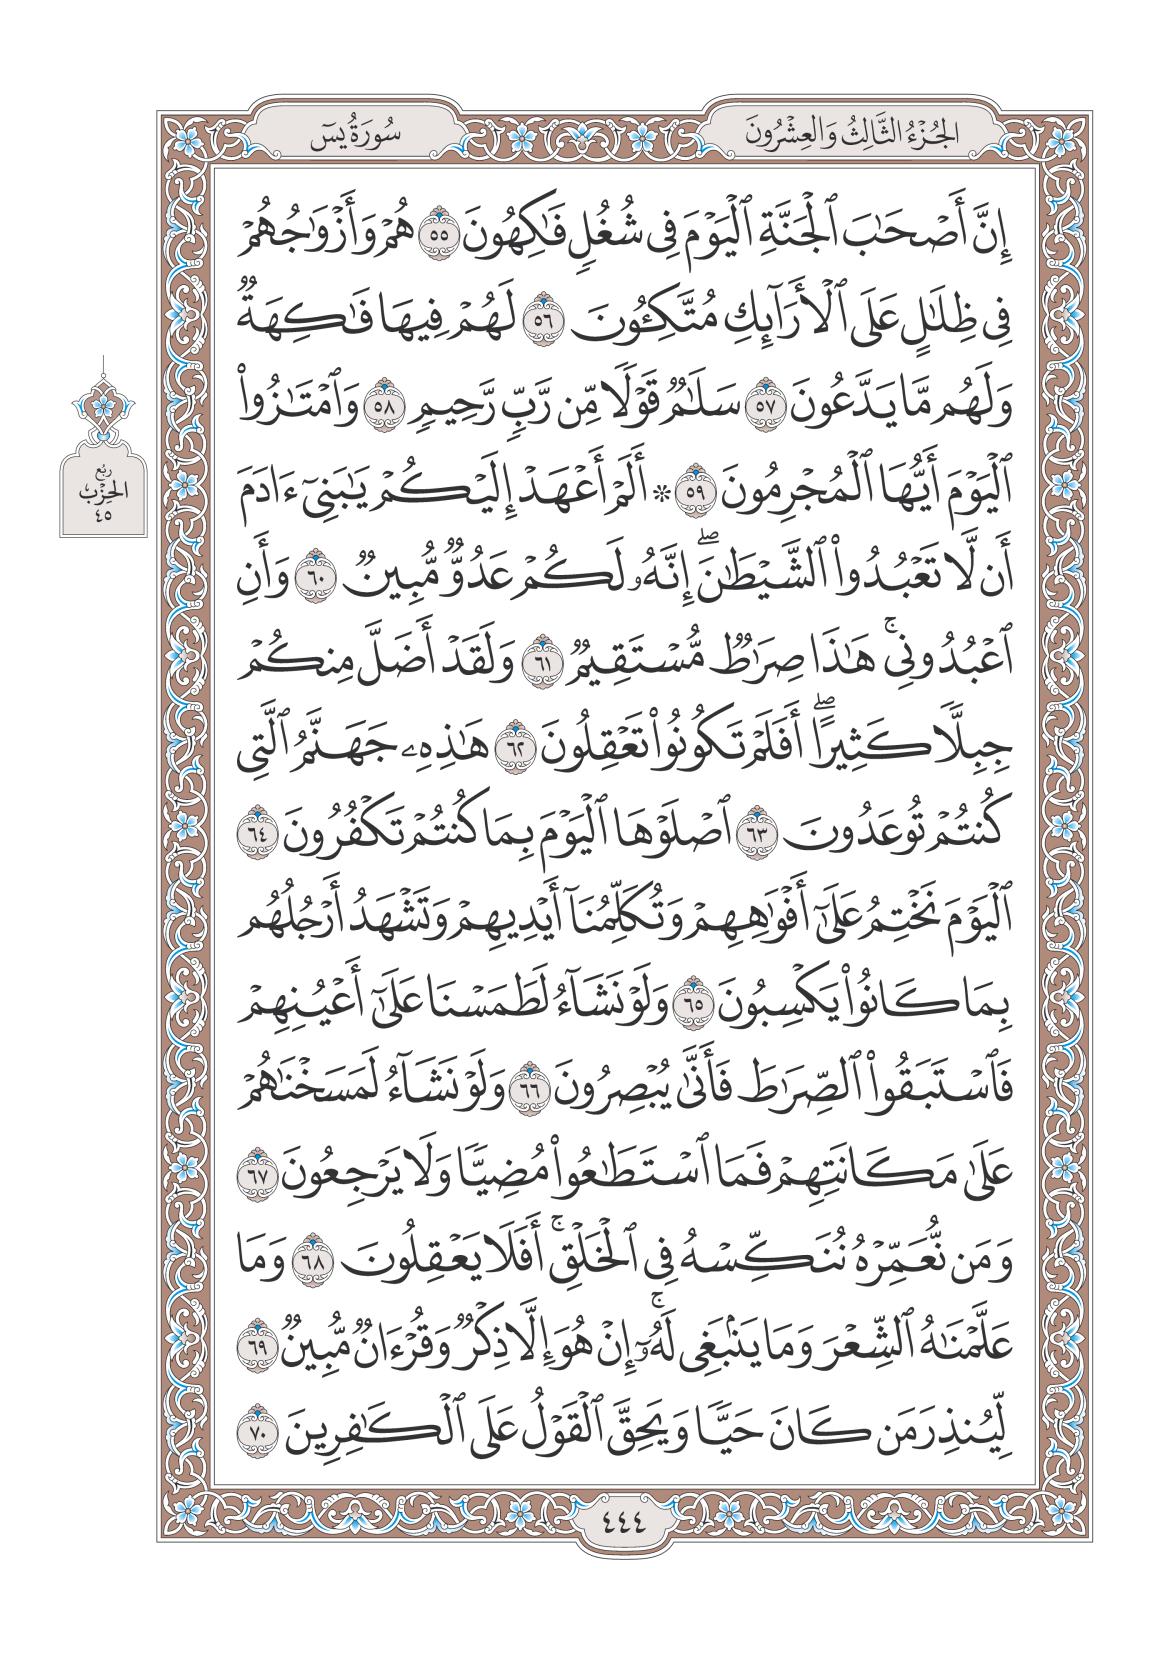 الجُزْءُ الثَّالِثُ وَالعِشْرُونَ
سُورَةُ يسٓ
إِنَّ أَصْحَٰبَ ٱلْجَنَّةِ ٱلْيَوْمَ فِى شُغُلٍ فَٰكِهُونَ ٥٥ هُمْ وَأَزْوَٰجُهُمْ
فِى ظِلَٰلٍ عَلَى ٱلْأَرَآئِكِ مُتَّكِـُٔونَ ٥٦ لَهُمْ فِيهَا فَٰكِهَةٌ
وَلَهُم مَّا يَدَّعُونَ ٥٧ سَلَٰمٌ قَوْلًا مِّن رَّبٍّ رَّحِيمٍ ٥٨ وَٱمْتَٰزُوا۟
ٱلْيَوْمَ أَيُّهَا ٱلْمُجْرِمُونَ ٥٩ ۞ أَلَمْ أَعْهَدْ إِلَيْكُمْ يَٰبَنِىٓ ءَادَمَ
أَن لَّا تَعْبُدُوا۟ ٱلشَّيْطَٰنَ ۖ إِنَّهُۥ لَكُمْ عَدُوٌّ مُّبِينٌ ٦٠ وَأَنِ
ٱعْبُدُونِى ۚ هَٰذَا صِرَٰطٌ مُّسْتَقِيمٌ ٦١ وَلَقَدْ أَضَلَّ مِنكُمْ
جِبِلًّا كَثِيرًا ۖ أَفَلَمْ تَكُونُوا۟ تَعْقِلُونَ ٦٢ هَٰذِهِۦ جَهَنَّمُ ٱلَّتِى
كُنتُمْ تُوعَدُونَ ٦٣ ٱصْلَوْهَا ٱلْيَوْمَ بِمَا كُنتُمْ تَكْفُرُونَ ٦٤
ٱلْيَوْمَ نَخْتِمُ عَلَىٰٓ أَفْوَٰهِهِمْ وَتُكَلِّمُنَآ أَيْدِيهِمْ وَتَشْهَدُ أَرْجُلُهُم
بِمَا كَانُوا۟ يَكْسِبُونَ ٦٥ وَلَوْ نَشَآءُ لَطَمَسْنَا عَلَىٰٓ أَعْيُنِهِمْ
فَٱسْتَبَقُوا۟ ٱلصِّرَٰطَ فَأَنَّىٰ يُبْصِرُونَ ٦٦ وَلَوْ نَشَآءُ لَمَسَخْنَٰهُمْ
عَلَىٰ مَكَانَتِهِمْ فَمَا ٱسْتَطَٰعُوا۟ مُضِيًّا وَلَا يَرْجِعُونَ ٦٧
وَمَن نُّعَمِّرْهُ نُنَكِّسْهُ فِى ٱلْخَلْقِ ۚ أَفَلَا يَعْقِلُونَ ٦٨ وَمَا
عَلَّمْنَٰهُ ٱلشِّعْرَ وَمَا يَنۢبَغِى لَهُۥٓ ۚ إِنْ هُوَ إِلَّا ذِكْرٌ وَقُرْءَانٌ مُّبِينٌ ٦٩
لِّيُنذِرَ مَن كَانَ حَيًّا وَيَحِقَّ ٱلْقَوْلُ عَلَى ٱلْكَٰفِرِينَ ٧٠
رُبْع
الحِزْب
٤٥
٤٤٤